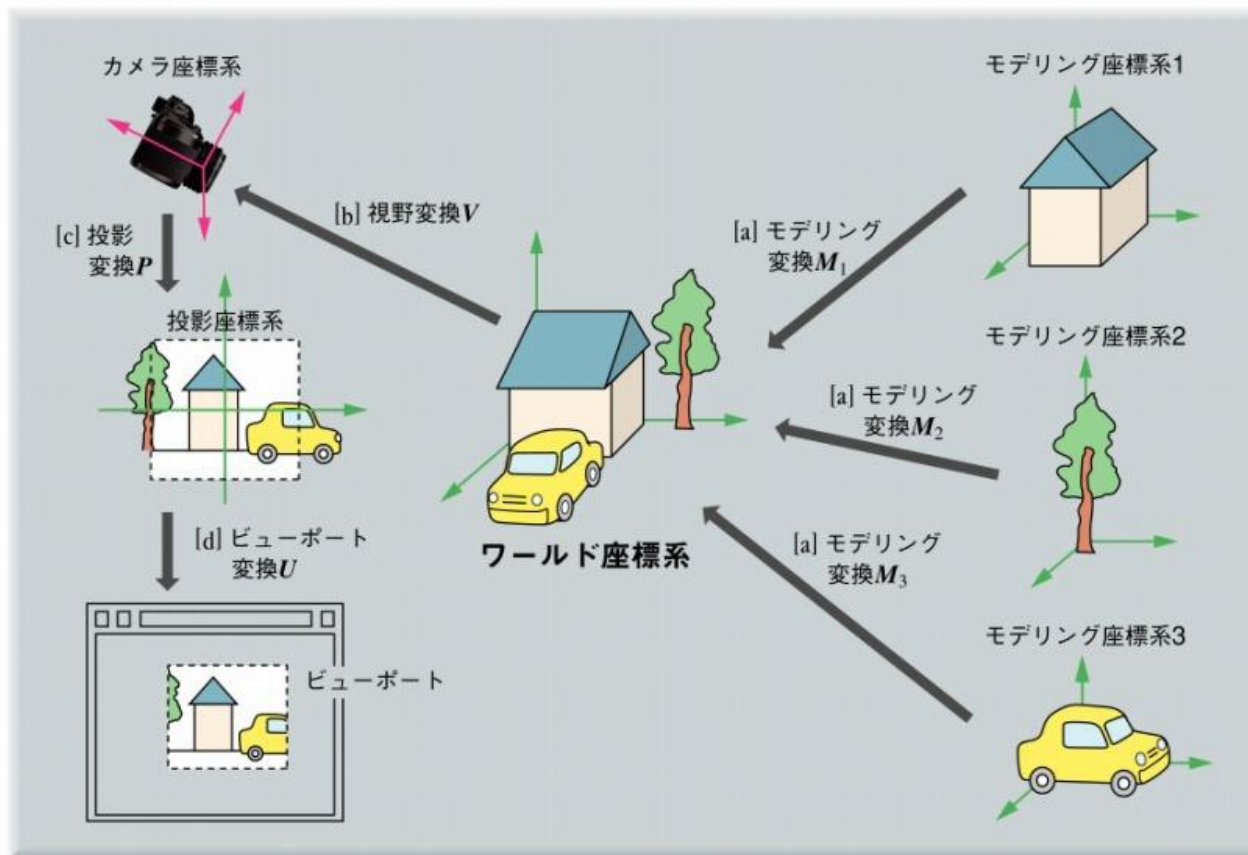 カメラ座標系
モデリング座標系1
[b] 視野変換V
[c] 投影
変換P
[a] モデリング
変換M1
投影座標系
モデリング座標系2
[a] モデリング
変換M2
[d] ビューポート
変換U
ワールド座標系
[a] モデリング
変換M3
モデリング座標系3
ビューポート